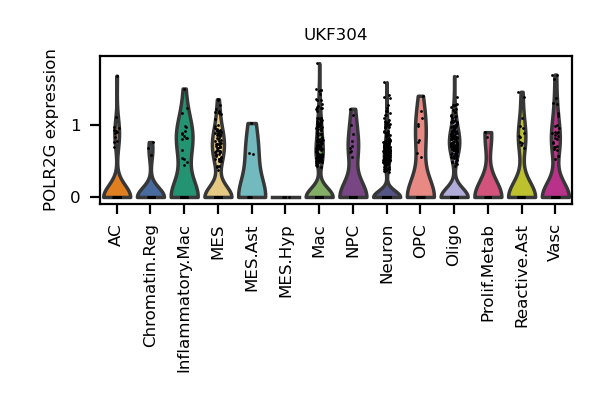 UKF304
POLR2G expression
1
0
AC
Chromatin.Reg
Inflammatory.Mac
MES
MES.Ast
MES.Hyp
Mac
NPC
Neuron
OPC
Oligo
Prolif.Metab
Reactive.Ast
Vasc